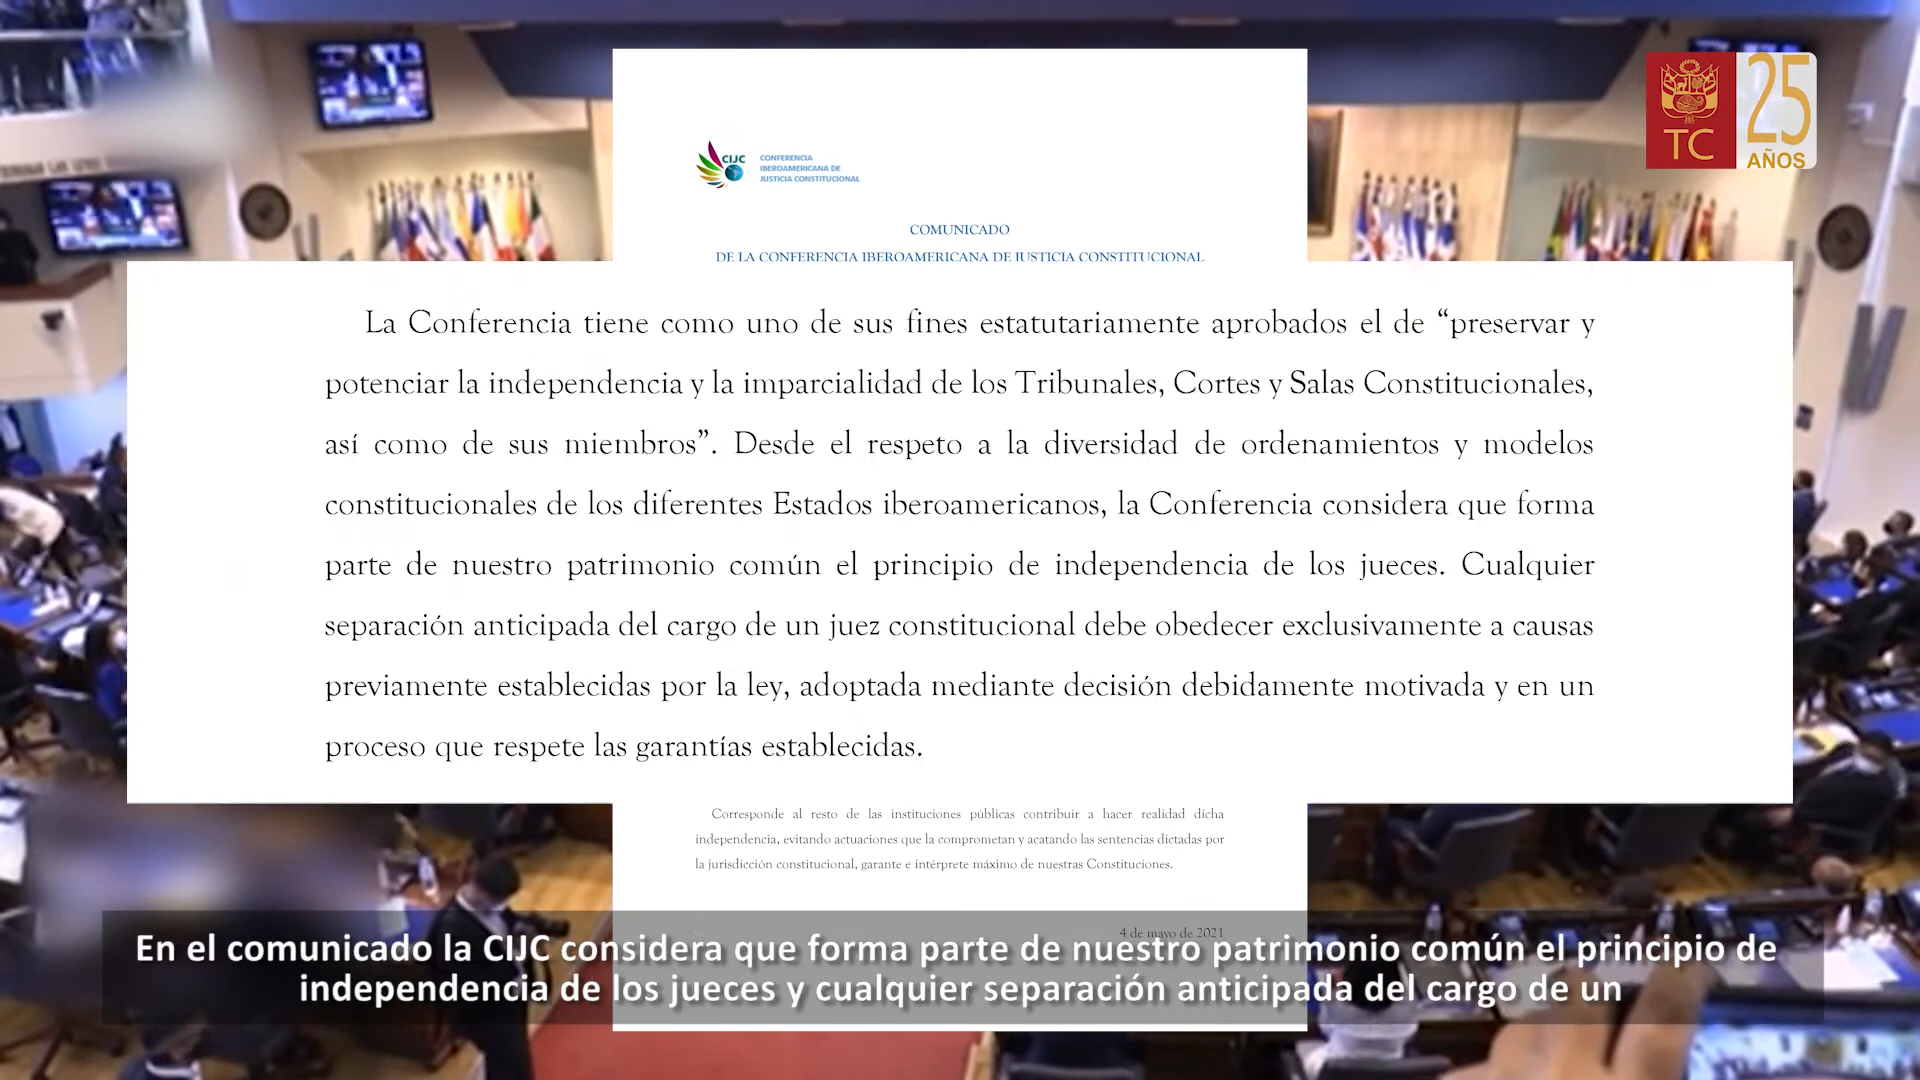 TC
25
AÑOS
CIJC
CONFERENCIA
IBEROAMERICANA DE
JUSTICIA CONSTITUCIONAL
COMUNICADO
DE LA CONFERENCIA IBEROAMERICANA DE JUSTICIA CONSTITUCIONAL
La Conferencia tiene como uno de sus fines estatutariamente aprobados el de “preservar y
potenciar la independencia y la imparcialidad de los Tribunales, Cortes y Salas Constitucionales,
así como de sus miembros”. Desde el respeto a la diversidad de ordenamientos y modelos
constitucionales de los diferentes Estados iberoamericanos, la Conferencia considera que forma
parte de nuestro patrimonio común el principio de independencia de los jueces. Cualquier
separación anticipada del cargo de un juez constitucional debe obedecer exclusivamente a causas
previamente establecidas por la ley, adoptada mediante decisión debidamente motivada y en un
proceso que respete las garantías establecidas.
Corresponde al resto de las instituciones públicas contribuir a hacer realidad dicha
independencia, evitando actuaciones que la comprometan y acatando las sentencias dictadas por
la jurisdicción constitucional, garante e intérprete máximo de nuestras Constituciones.
4 de mayo de 2021
En el comunicado la CIJC considera que forma parte de nuestro patrimonio común el principio de
independencia de los jueces y cualquier separación anticipada del cargo de un